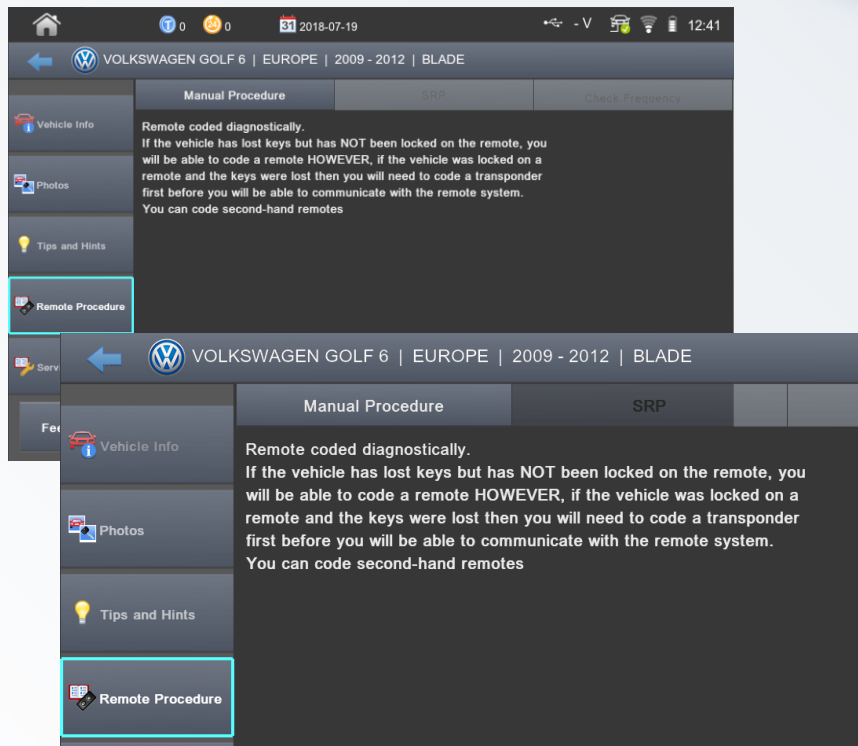 0 0 31 2018-07-19 - V 12:41
VOLKSWAGEN GOLF 6 | EUROPE | 2009 - 2012 | BLADE
Manual Procedure SRP Check Frequency
Vehicle Info
Photos
Tips and Hints
Remote Procedure
Serv
Fee
Remote coded diagnostically.
If the vehicle has lost keys but has NOT been locked on the remote, you
will be able to code a remote HOWEVER, if the vehicle was locked on a
remote and the keys were lost then you will need to code a transponder
first before you will be able to communicate with the remote system.
You can code second-hand remotes
VOLKSWAGEN GOLF 6 | EUROPE | 2009 - 2012 | BLADE
Manual Procedure SRP
Vehicle Info
Photos
Tips and Hints
Remote Procedure
Remote coded diagnostically.
If the vehicle has lost keys but has NOT been locked on the remote, you
will be able to code a remote HOWEVER, if the vehicle was locked on a
remote and the keys were lost then you will need to code a transponder
first before you will be able to communicate with the remote system.
You can code second-hand remotes